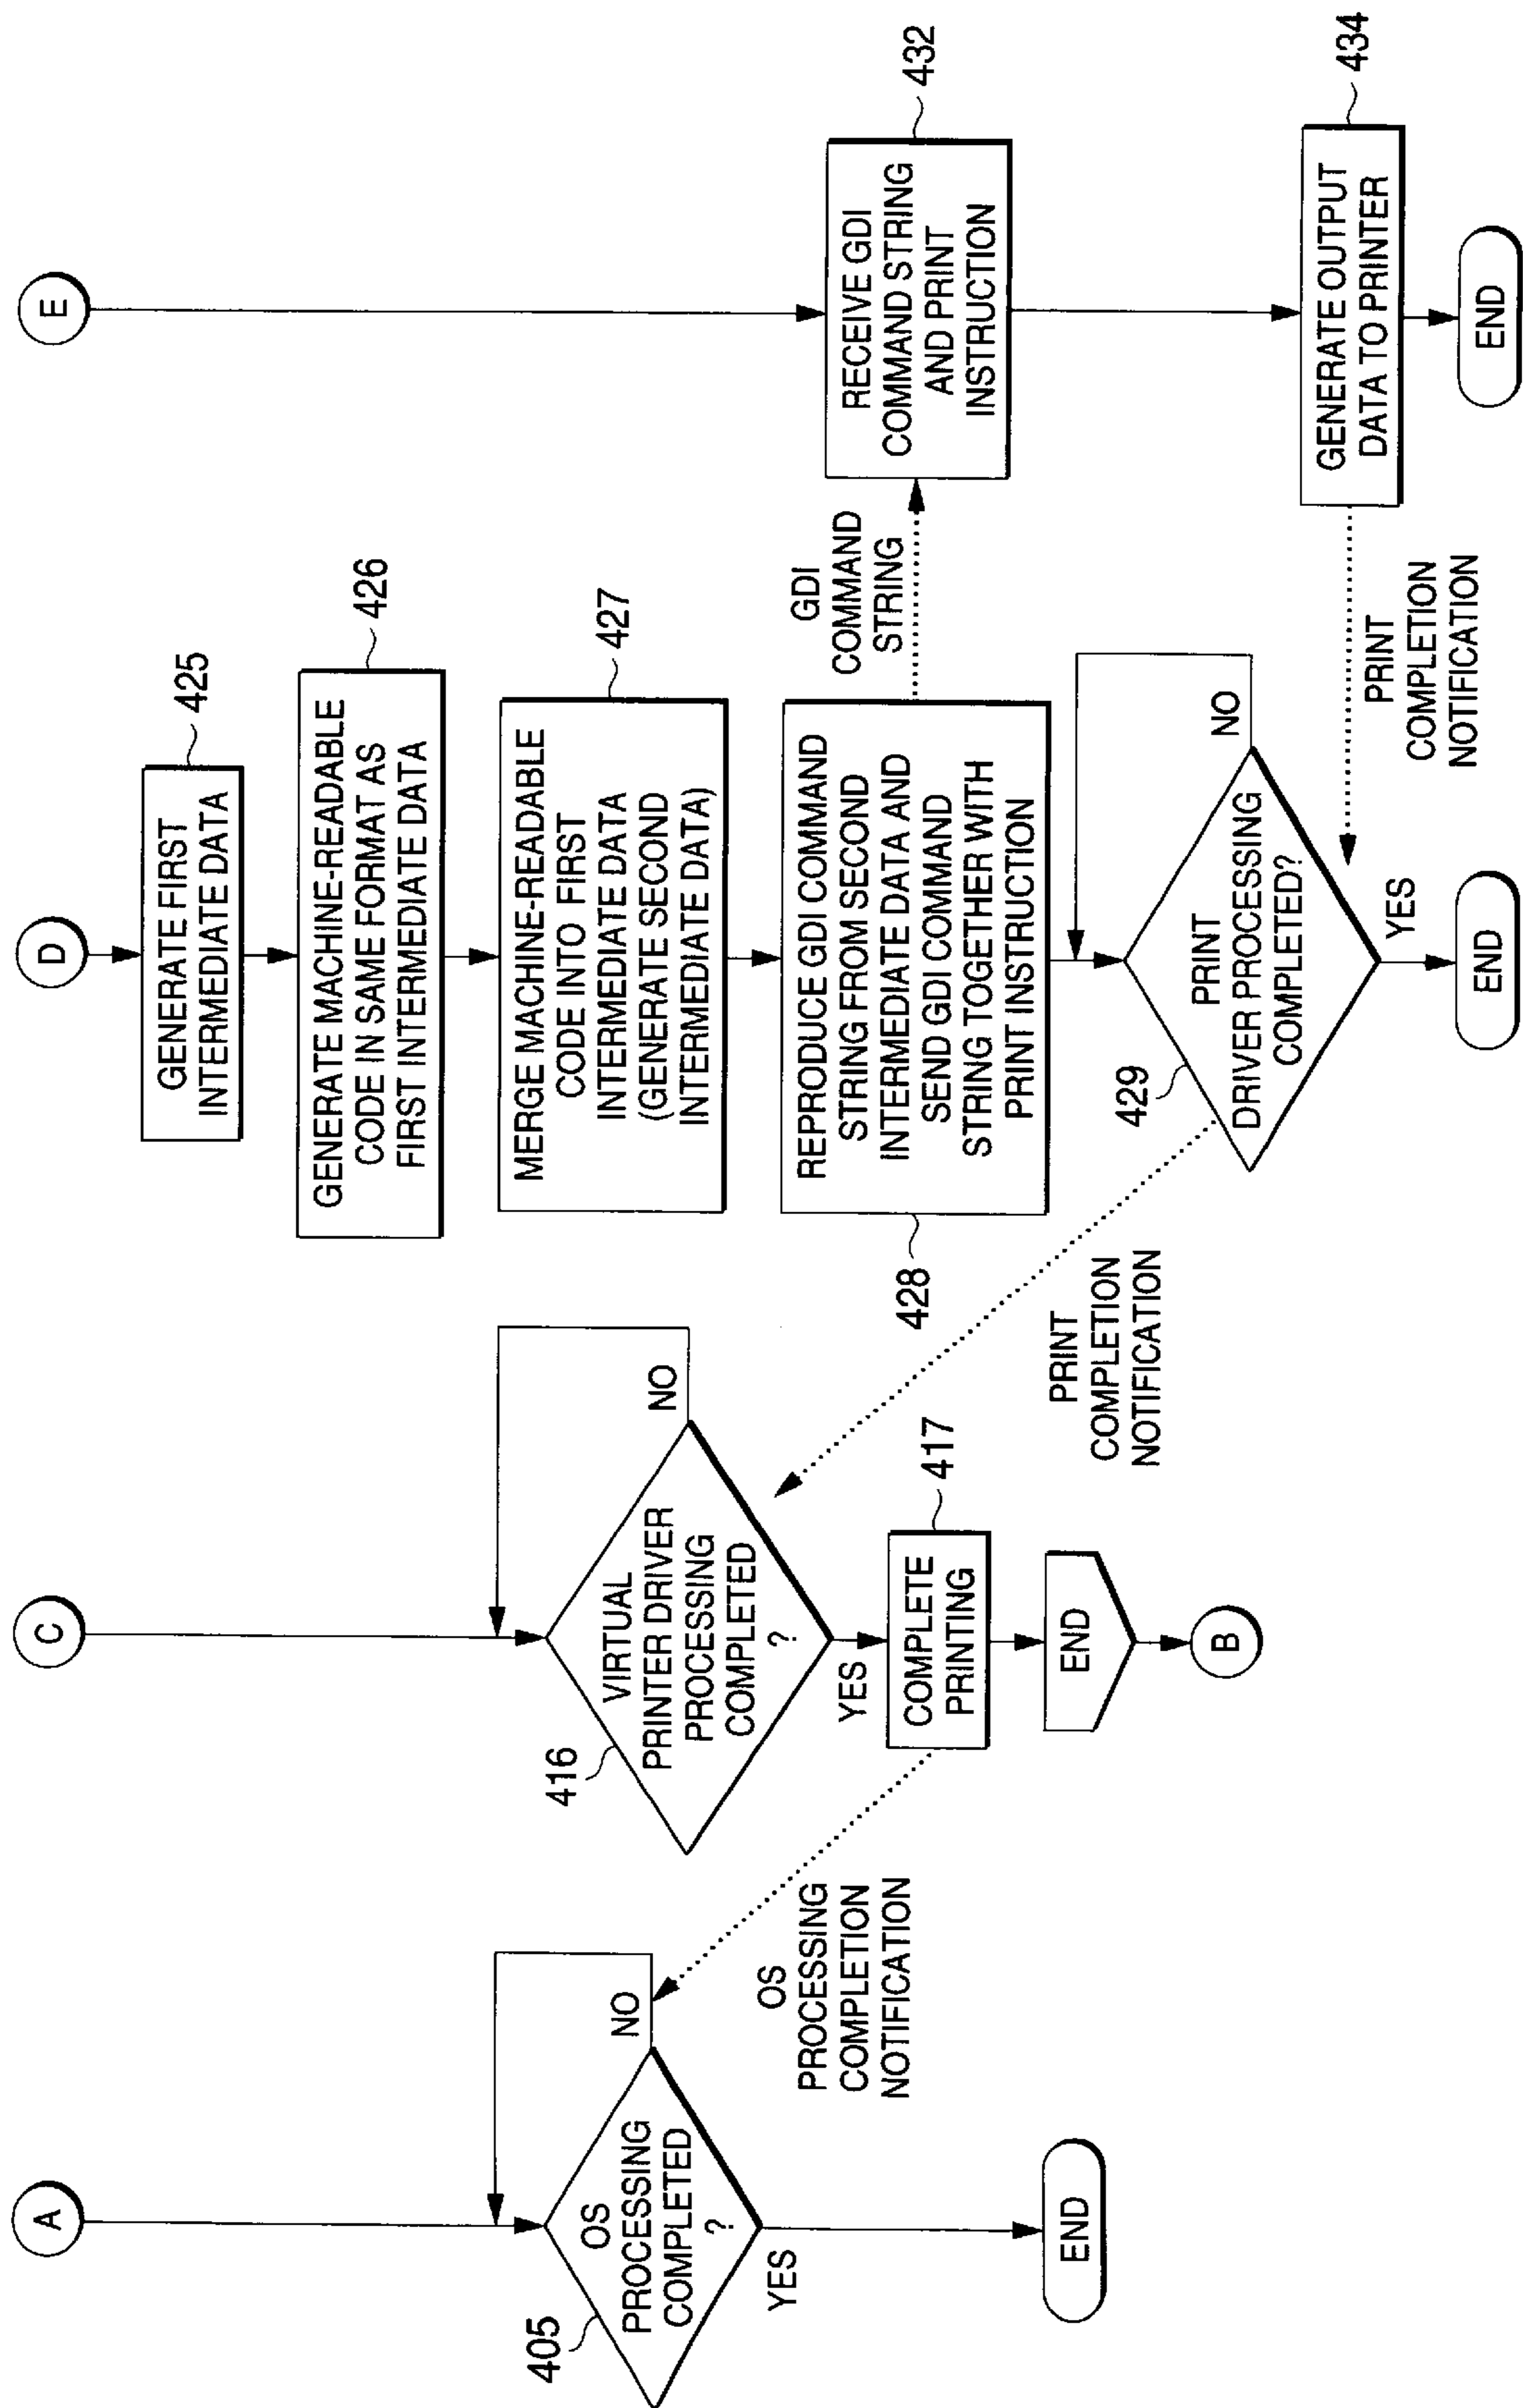 A
OS
PROCESSING
COMPLETED
?
405
NO
YES
END
OS
PROCESSING
COMPLETION
NOTIFICATION
C
VIRTUAL
PRINTER DRIVER
PROCESSING
COMPLETED
?
416
NO
YES
COMPLETE
PRINTING
417
END
B
PRINT
COMPLETION
NOTIFICATION
D
GENERATE FIRST
INTERMEDIATE DATA
425
GENERATE MACHINE-READABLE
CODE IN SAME FORMAT AS
FIRST INTERMEDIATE DATA
426
MERGE MACHINE-READABLE
CODE INTO FIRST
INTERMEDIATE DATA
(GENERATE SECOND
INTERMEDIATE DATA)
427
REPRODUCE GDI COMMAND
STRING FROM SECOND
INTERMEDIATE DATA AND
SEND GDI COMMAND
STRING TOGETHER WITH
PRINT INSTRUCTION
428
GDI
COMMAND
STRING
PRINT
DRIVER PROCESSING
COMPLETED?
429
NO
YES
END
PRINT
COMPLETION
NOTIFICATION
E
RECEIVE GDI
COMMAND STRING
AND PRINT
INSTRUCTION
432
GENERATE OUTPUT
DATA TO PRINTER
434
END